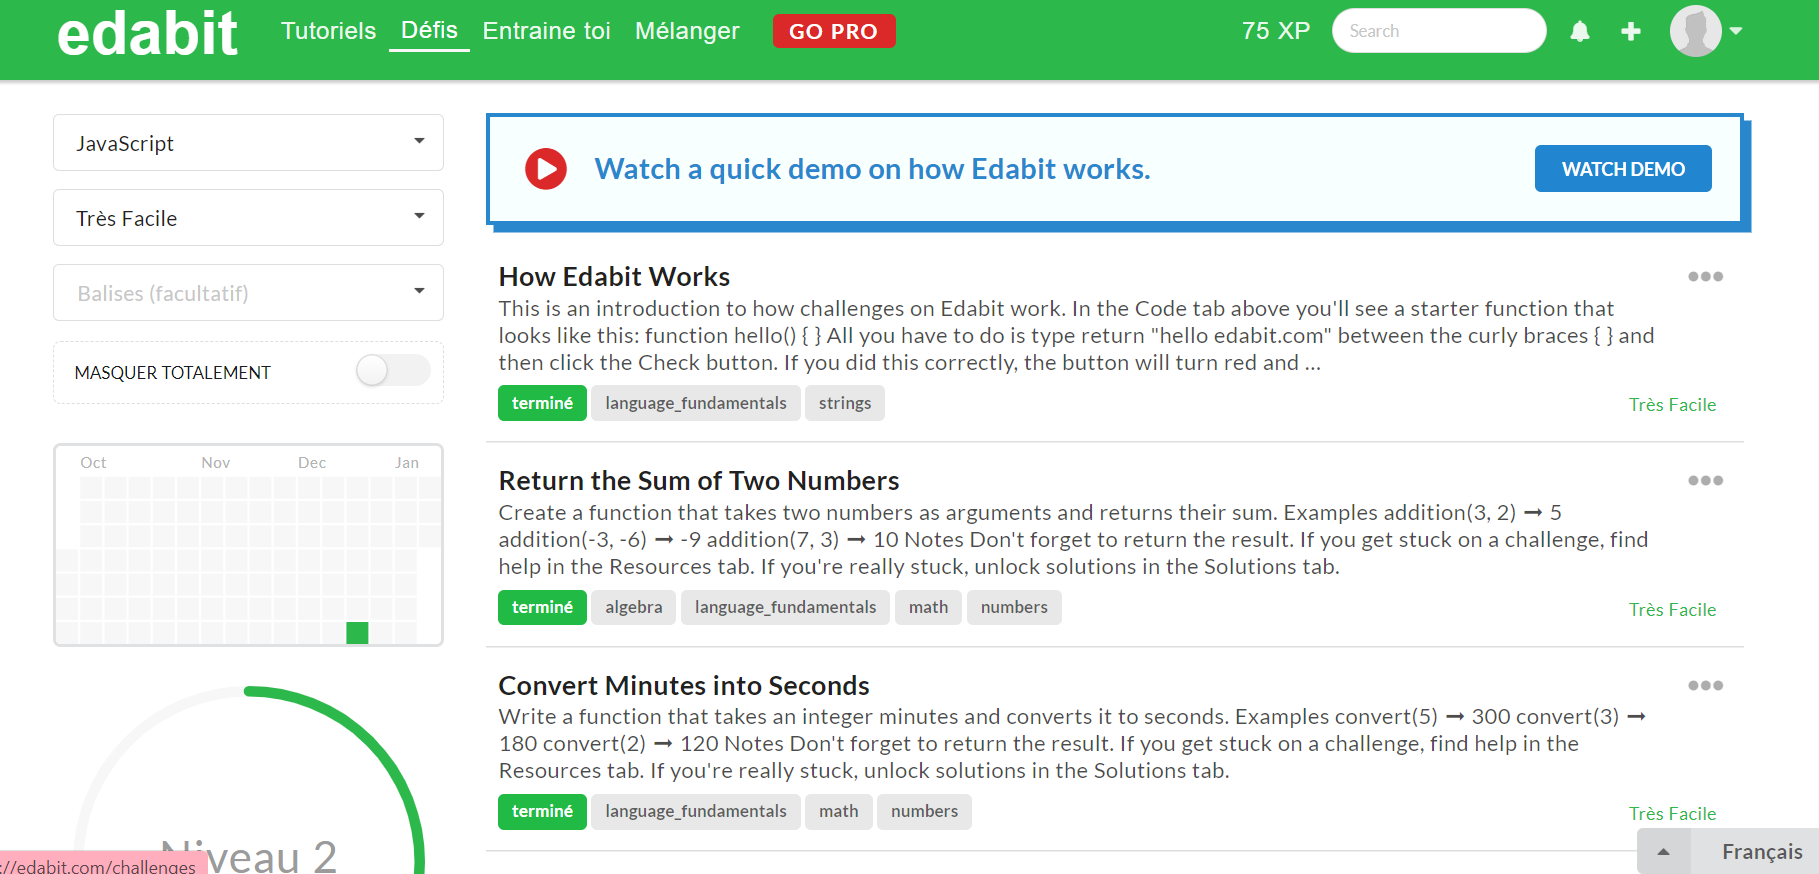 edabit
Tutoriels Défis Entraine toi Mélanger GO PRO 75 XP Search
JavaScript
Très Facile
Balises (facultatif)
MASQUER TOTALEMENT
Oct Nov Dec Jan
Niveau 2
://edabit.com/challenges
Watch a quick demo on how Edabit works. WATCH DEMO
How Edabit Works
This is an introduction to how challenges on Edabit work. In the Code tab above you'll see a starter function that
looks like this: function hello() { } All you have to do is type return "hello edabit.com" between the curly braces { } and
then click the Check button. If you did this correctly, the button will turn red and ...
terminé language_fundamentals strings
Très Facile
Return the Sum of Two Numbers
Create a function that takes two numbers as arguments and returns their sum. Examples addition(3, 2) ➞ 5
addition(-3, -6) ➞ -9 addition(7, 3) ➞ 10 Notes Don't forget to return the result. If you get stuck on a challenge, find
help in the Resources tab. If you're really stuck, unlock solutions in the Solutions tab.
terminé algebra language_fundamentals math numbers
Très Facile
Convert Minutes into Seconds
Write a function that takes an integer minutes and converts it to seconds. Examples convert(5) ➞ 300 convert(3) ➞
180 convert(2) ➞ 120 Notes Don't forget to return the result. If you get stuck on a challenge, find help in the
Resources tab. If you're really stuck, unlock solutions in the Solutions tab.
terminé language_fundamentals math numbers
Très Facile
Français